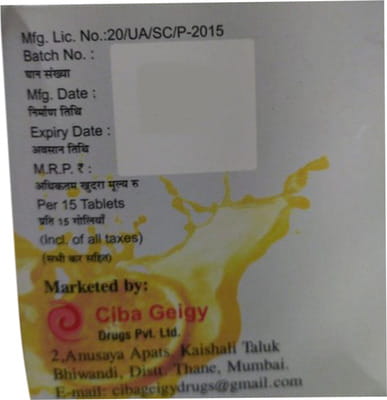 Mfg. Lic. No.:20/UA/SC/P-2015
Batch No. :
घान संख्या
Mfg. Date :
निर्माण तिथि
Expiry Date :
अवसान तिथि
M.R.P. ₹ :
अधिकतम खुदरा मूल्य रु
Per 15 Tablets
प्रति 15 गोलियाँ
(Incl. of all taxes)
(सभी कर सहित)
Marketed by:
Ciba Geigy
Drugs Pvt. Ltd.
2,Anusaya Apats, Kaishali Taluk
Bhiwandi, Distt. Thane, Mumbai.
E-mail: cibageigydrugs@gmail.com